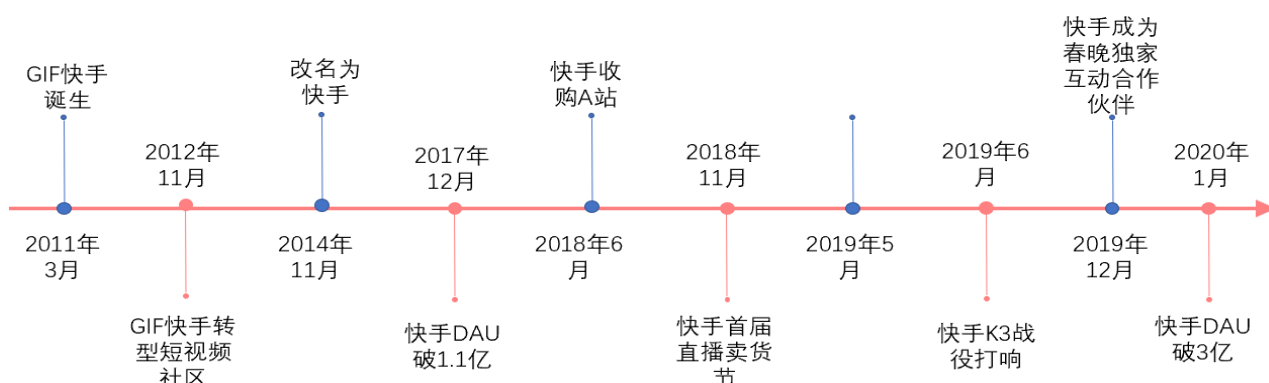 GIF快手
诞生
2011年
3月
2012年
11月
GIF快手转
型短视频
社区
改名为
快手
2014年
11月
2017年
12月
快手DAU
破1.1亿
快手收
购A站
2018年6
月
2018年
11月
快手首届
直播卖货
节
2019年5
月
2019年6
月
快手K3战
役打响
快手成为
春晚独家
互动合作
伙伴
2019年
12月
2020年
1月
快手DAU
破3亿